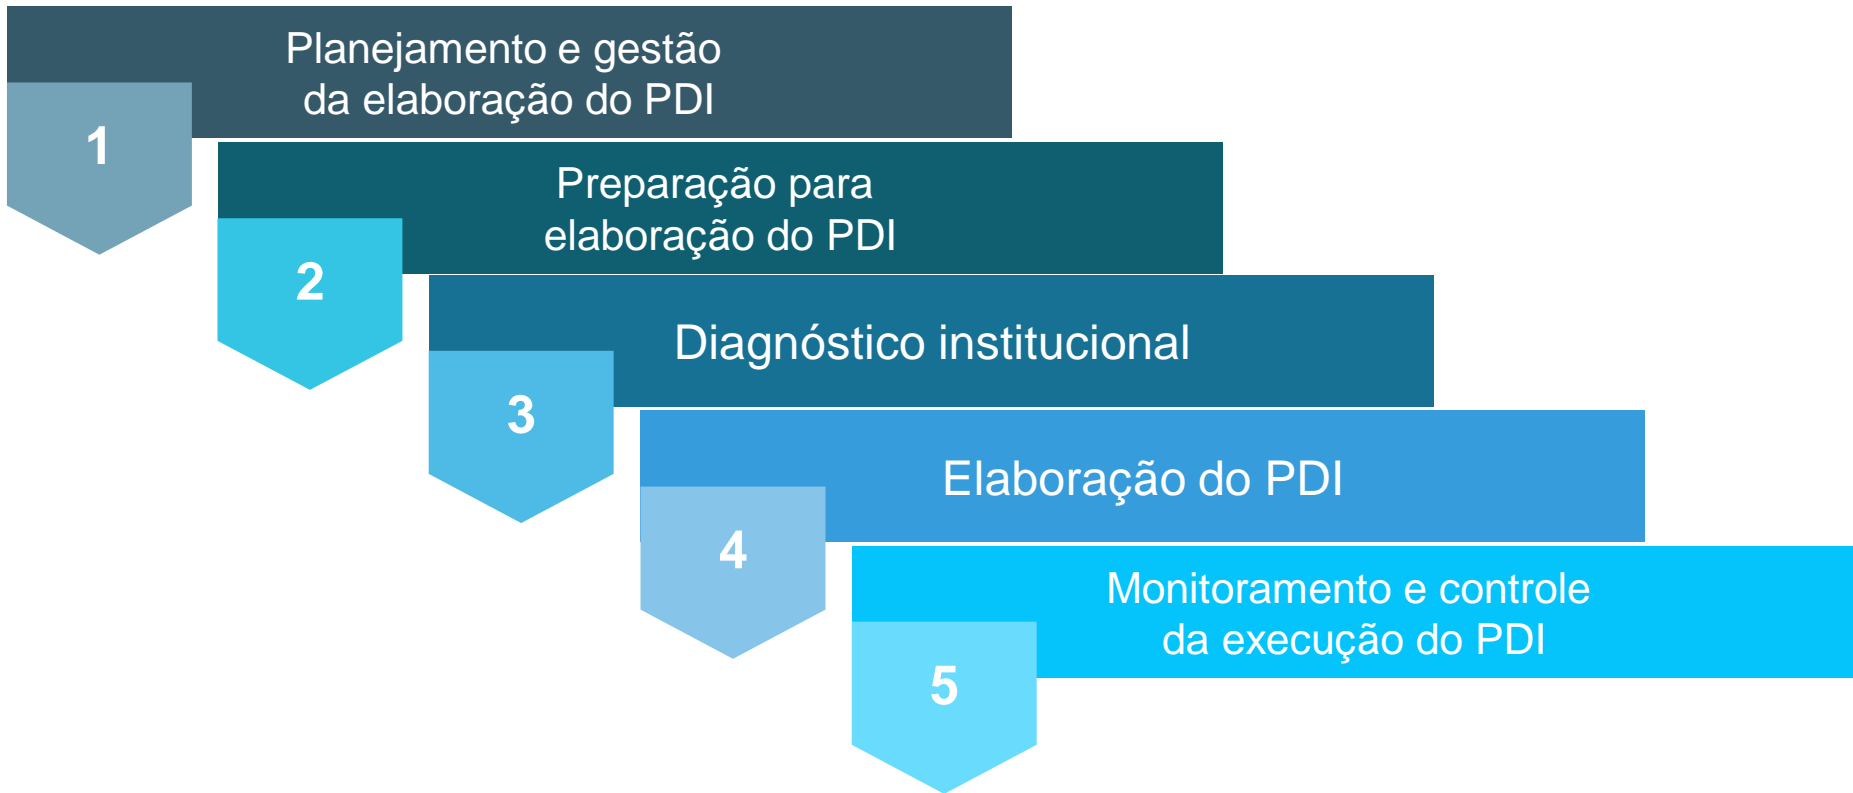 Planejamento e gestão
da elaboração do PDI
1
Preparação para
elaboração do PDI
2
Diagnóstico institucional
3
Elaboração do PDI
4
Monitoramento e controle
da execução do PDI
5